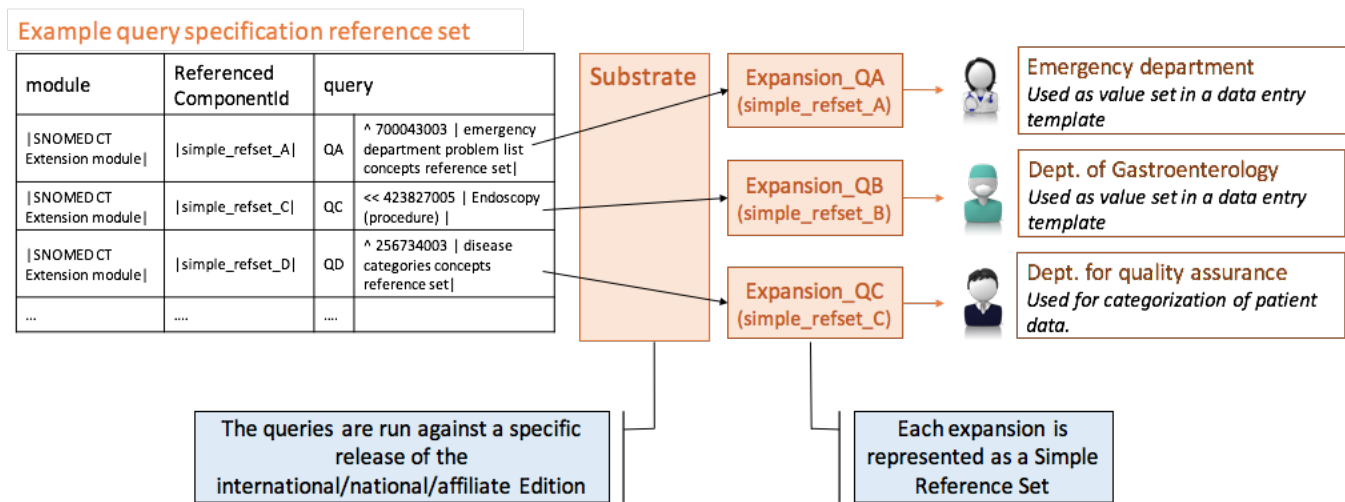 Example query specification reference set
module
Referenced
ComponentId
query
|SNOMED CT
Extension module|
|simple_refset_A|
QA
^ 700043003 | emergency
department problem list
concepts reference set|
|SNOMED CT
Extension module|
|simple_refset_C|
QC
<< 423827005 | Endoscopy
(procedure) |
|SNOMED CT
Extension module|
|simple_refset_D|
QD
^ 256734003 | disease
categories concepts
reference set|
...
....
....
Substrate
Expansion_QA
(simple_refset_A)
Expansion_QB
(simple_refset_B)
Expansion_QC
(simple_refset_C)
Emergency department
Used as value set in a data entry
template
Dept. of Gastroenterology
Used as value set in a data entry
template
Dept. for quality assurance
Used for categorization of patient
data.
The queries are run against a specific
release of the
international/national/affiliate Edition
Each expansion is
represented as a Simple
Reference Set